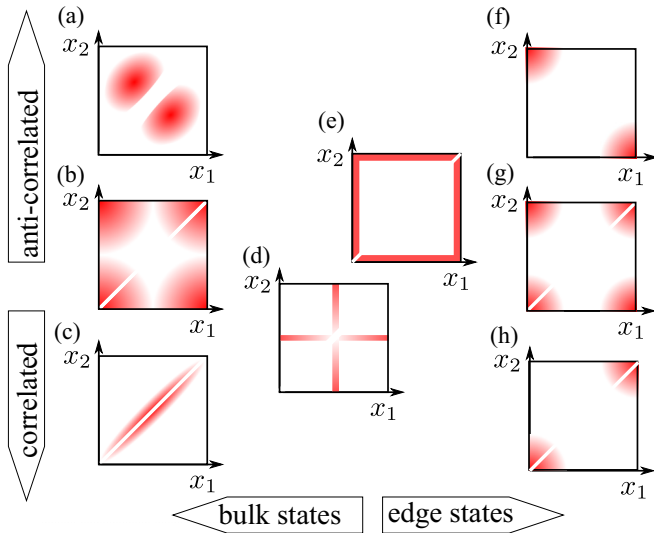 (a)
x₂
x₁
(b)
x₂
x₁
(c)
x₂
x₁
(d)
x₂
x₁
(e)
x₂
x₁
(f)
x₂
x₁
(g)
x₂
x₁
(h)
x₂
x₁
anti-correlated
correlated
bulk states
edge states